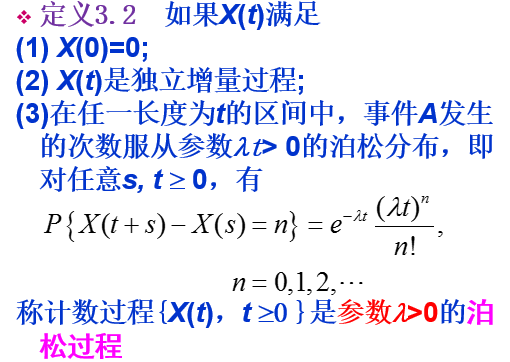 ❖ 定义3.2 如果X(t)满足
(1) X(0)=0;
(2) X(t)是独立增量过程;
(3)在任一长度为t的区间中，事件A发生
的次数服从参数λt> 0的泊松分布，即
对任意s, t ≥ 0，有
P{X(t+s)−X(s)=n}=e^{−λt} (λt)^n / n!,
n=0,1,2,⋯
称计数过程{X(t)，t ≥0 }是参数λ>0的泊
松过程